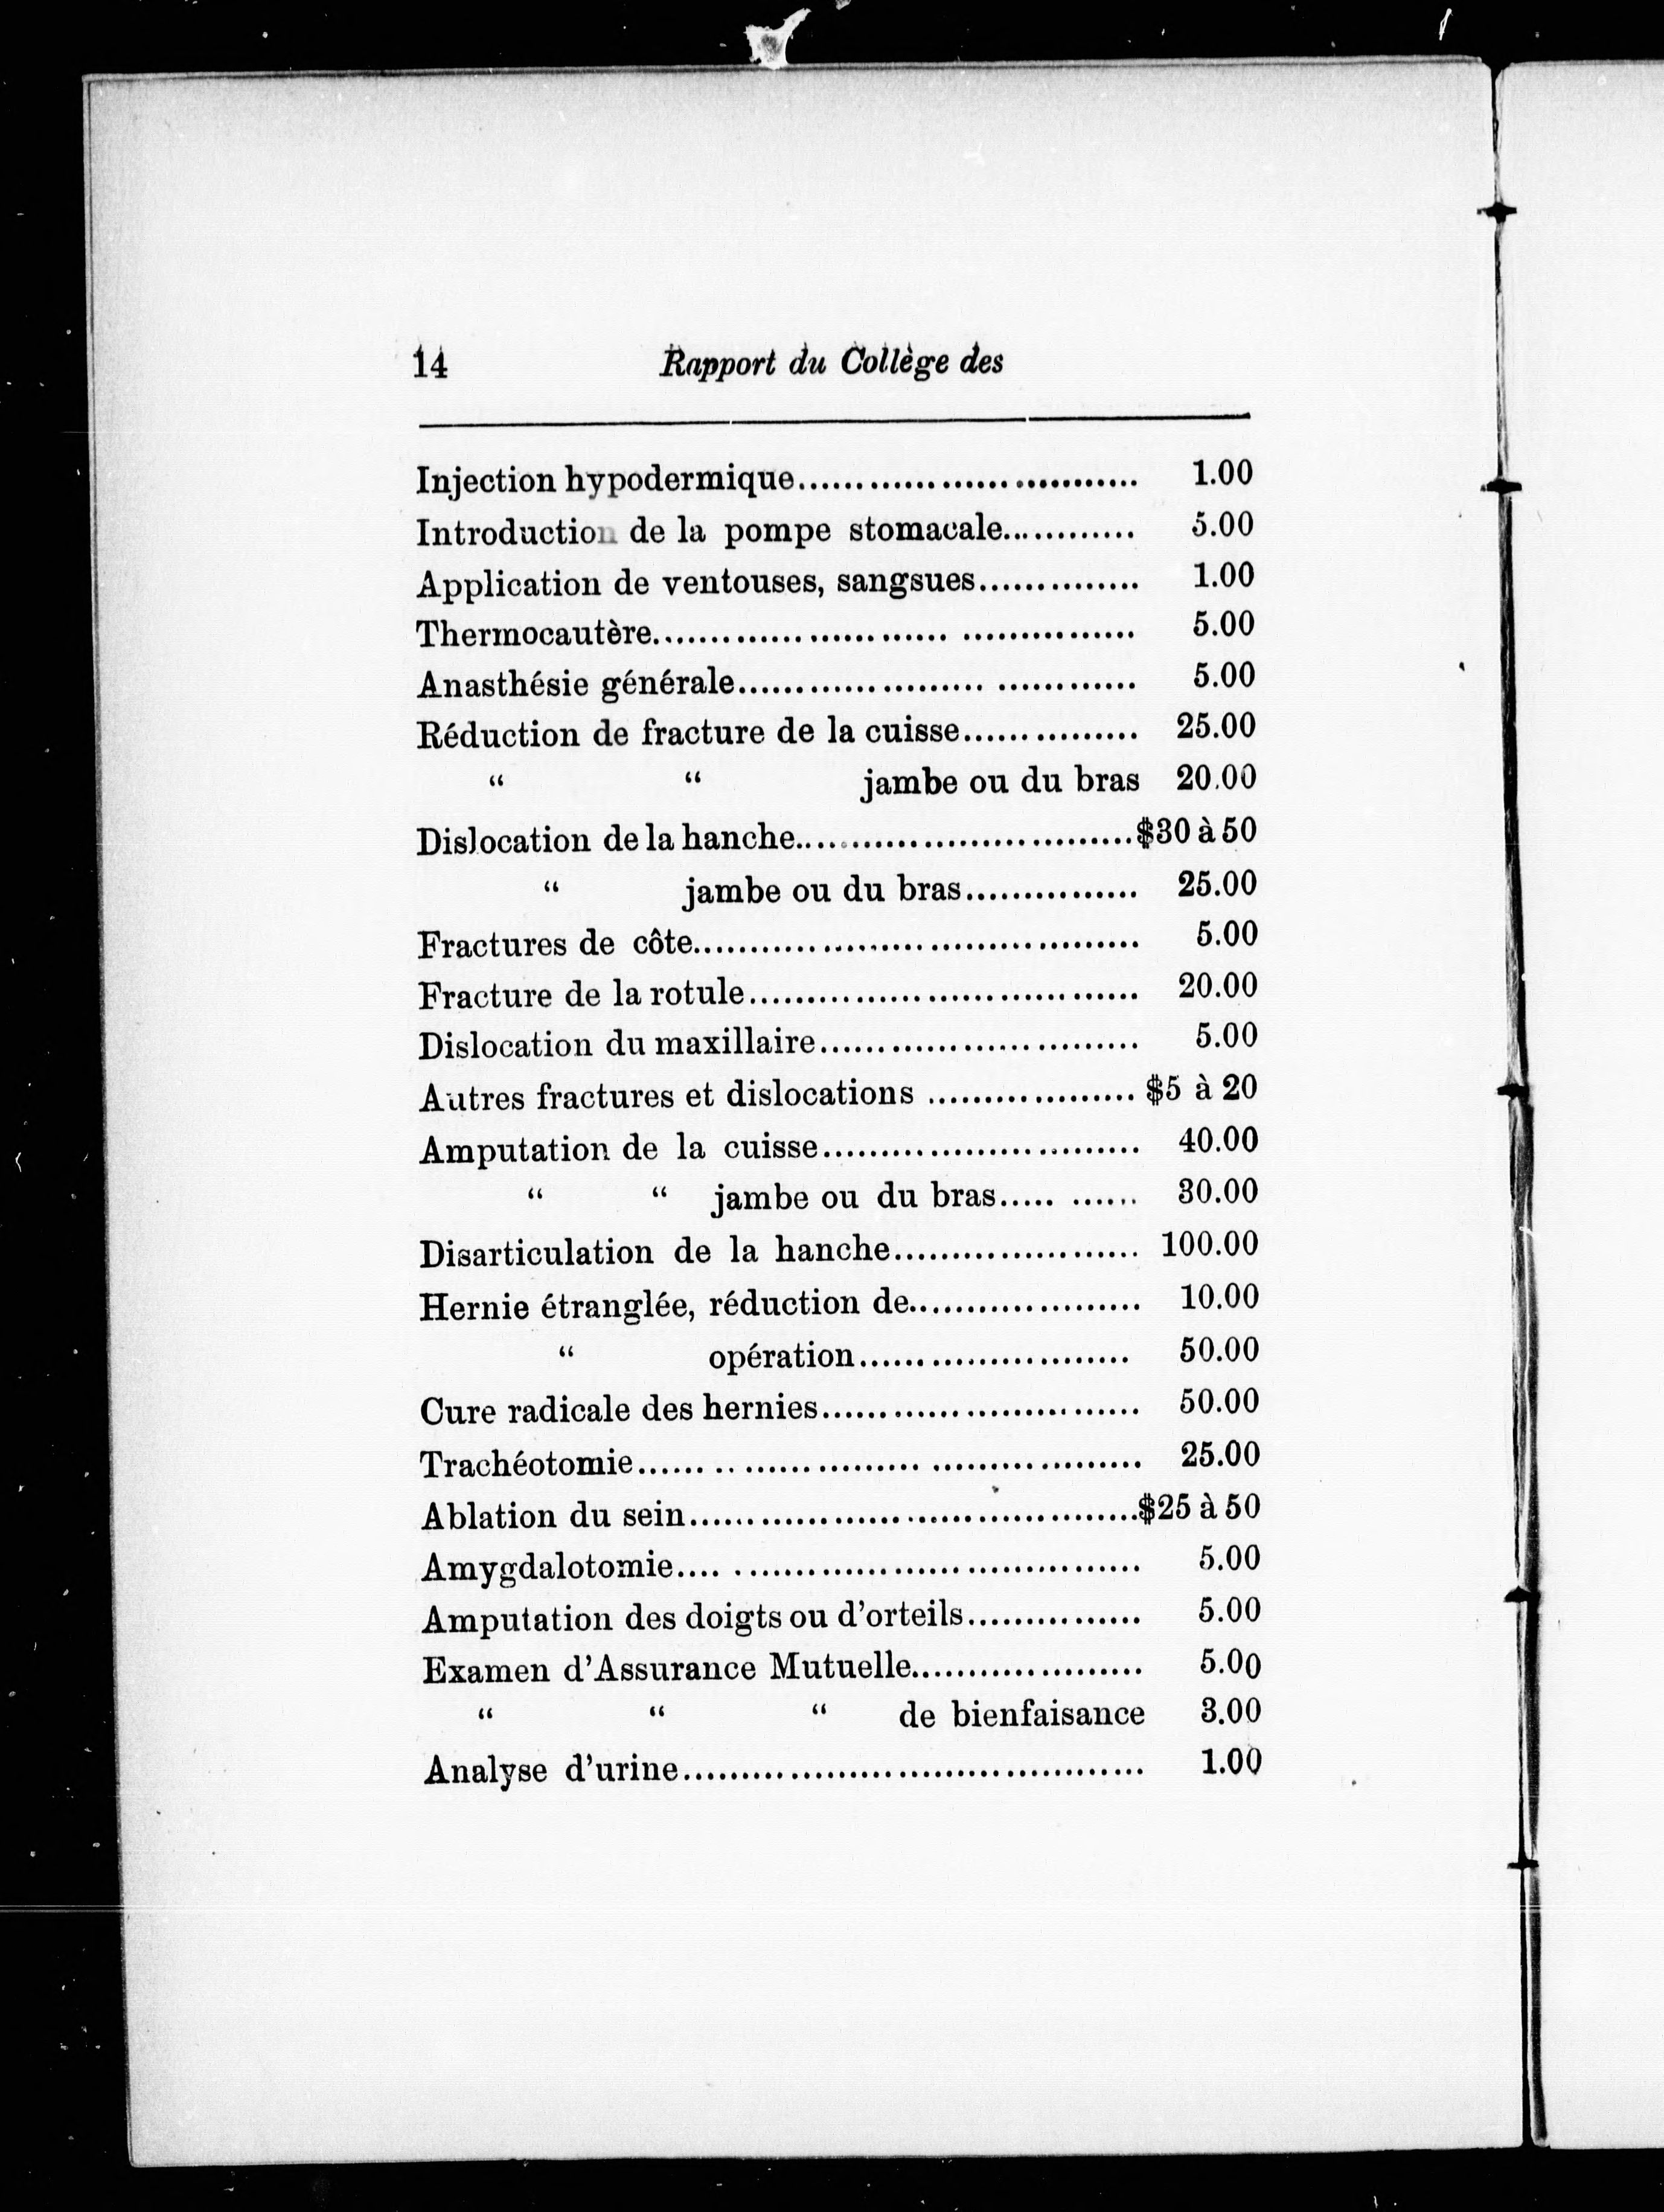 14 Rapport du Collège des
Injection hypodermique.................................... 1.00
Introduction de la pompe stomacale............ 5.00
Application de ventouses, sangsues.............. 1.00
Thermocautère.......................... ............... 5.00
Anasthésie générale...................... ............ 5.00
Réduction de fracture de la cuisse................ 25.00
“ “ jambe ou du bras 20.00
Dislocation de la hanche................................$30 à 50
“ jambe ou du bras................ 25.00
Fractures de côte.......................................... 5.00
Fracture de la rotule.................................... 20.00
Dislocation du maxillaire.............................. 5.00
Autres fractures et dislocations ................... $5 à 20
Amputation de la cuisse.............................. 40.00
“ “ jambe ou du bras..... ...... 30.00
Disarticulation de la hanche....................... 100.00
Hernie étranglée, réduction de..................... 10.00
“ opération......................... 50.00
Cure radicale des hernies.............................. 50.00
Trachéotomie...... .. .................. ................... 25.00
Ablation du sein..........................................$25 à 50
Amygdalotomie.... ..................................... 5.00
Amputation des doigts ou d’orteils................ 5.00
Examen d’Assurance Mutuelle..................... 5.00
“ “ “ de bienfaisance 3.00
Analyse d’urine........................................... 1.00